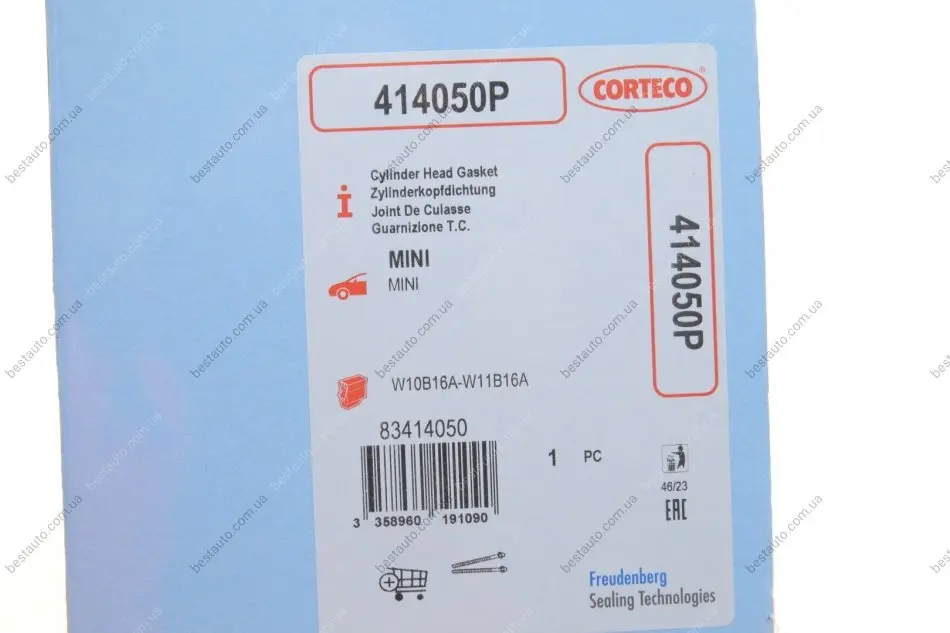 414050P
CORTECO®
Cylinder Head Gasket
Zylinderkopfdichtung
Joint De Culasse
Guarnizione T.C.
MINI
MINI
414050P
W10B16A-W11B16A
83414050
1 PC
3 358960 191090
46/23
EAC
Freudenberg
Sealing Technologies
bestauto.com.ua